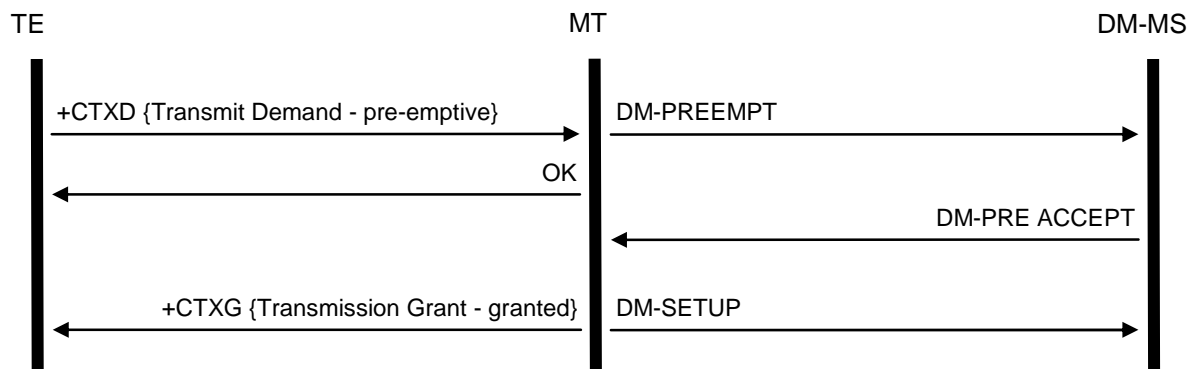 TE
MT
DM-MS
+CTXD {Transmit Demand - pre-emptive}
DM-PREEMPT
OK
DM-PRE ACCEPT
+CTXG {Transmission Grant - granted}
DM-SETUP